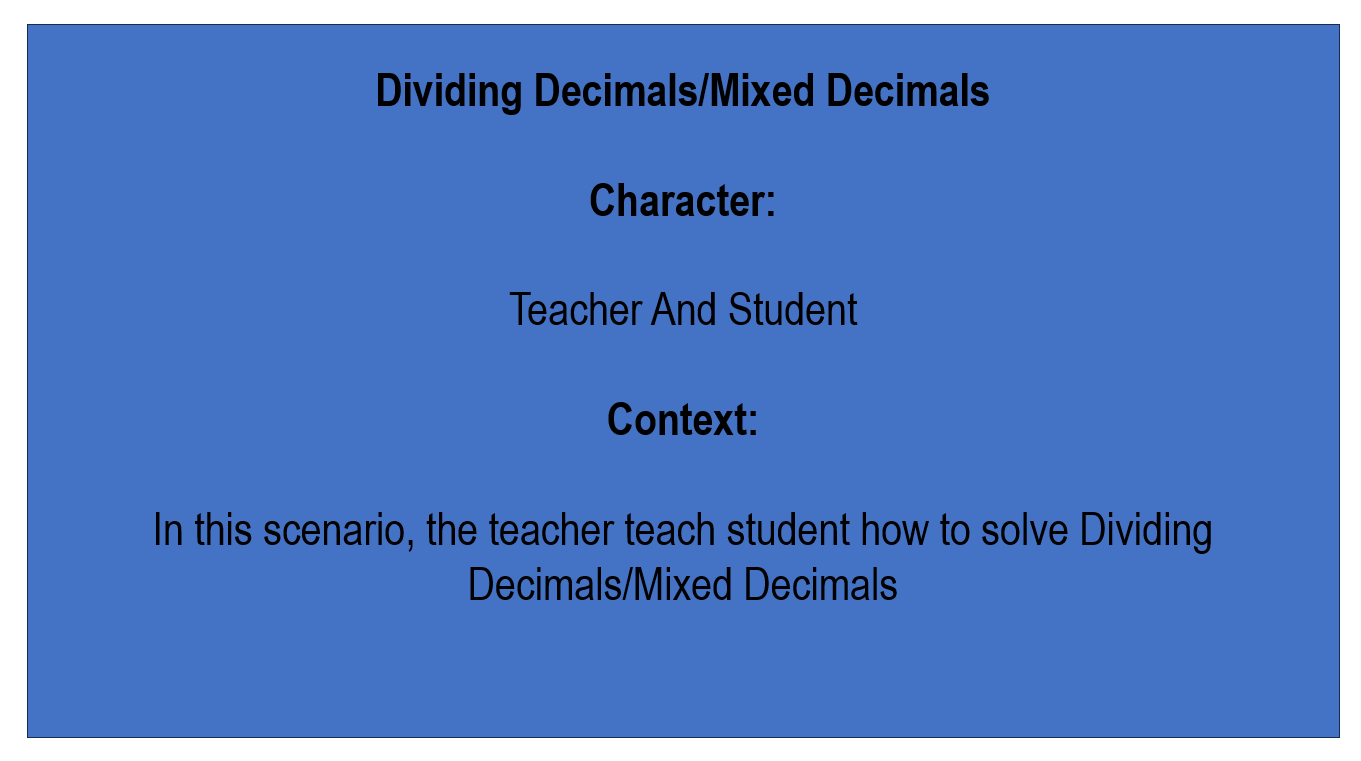 Dividing Decimals/Mixed Decimals
Character:
Teacher And Student
Context:
In this scenario, the teacher teach student how to solve Dividing
Decimals/Mixed Decimals